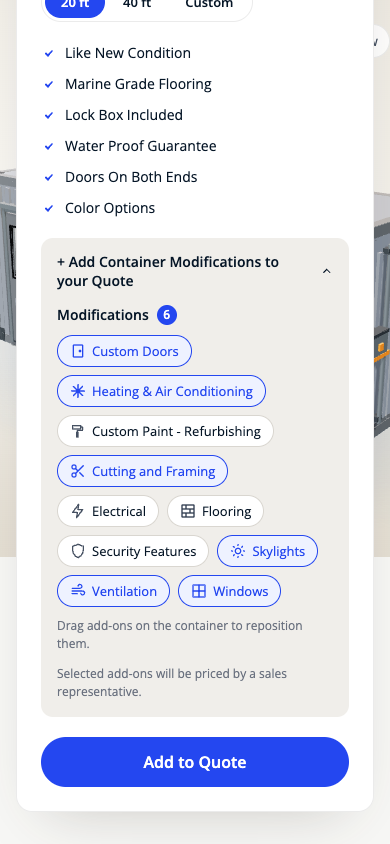 20 ft 40 ft Custom
Like New Condition
Marine Grade Flooring
Lock Box Included
Water Proof Guarantee
Doors On Both Ends
Color Options
+ Add Container Modifications to
your Quote
Modifications 6
Custom Doors
Heating & Air Conditioning
Custom Paint - Refurbishing
Cutting and Framing
Electrical Flooring
Security Features Skylights
Ventilation Windows
Drag add-ons on the container to reposition
them.
Selected add-ons will be priced by a sales
representative.
Add to Quote